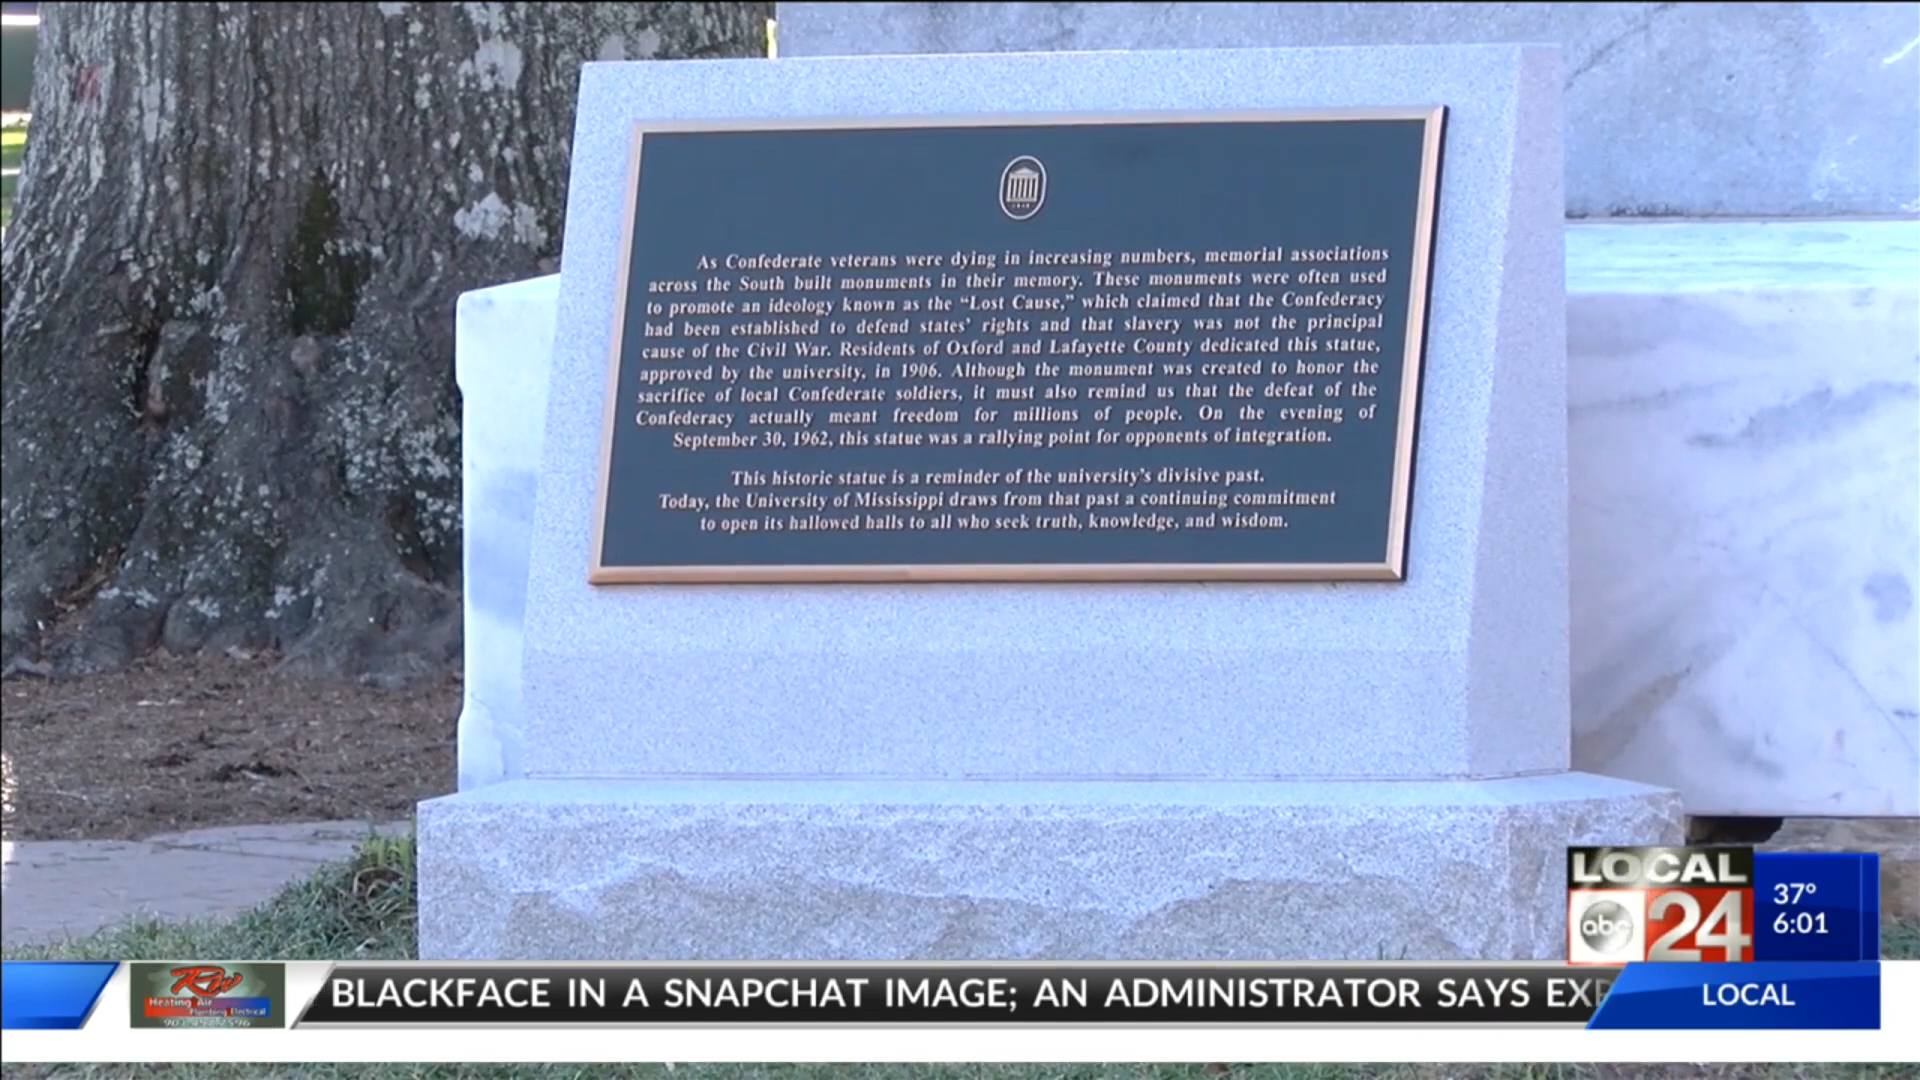 As Confederate veterans were dying in increasing numbers, memorial associations
across the South built monuments in their memory. These monuments were often used
to promote an ideology known as the “Lost Cause,” which claimed that the Confederacy
had been established to defend states’ rights and that slavery was not the principal
cause of the Civil War. Residents of Oxford and Lafayette County dedicated this statue,
approved by the university, in 1906. Although the monument was created to honor the
sacrifice of local Confederate soldiers, it must also remind us that the defeat of the
Confederacy actually meant freedom for millions of people. On the evening of
September 30, 1962, this statue was a rallying point for opponents of integration.
This historic statue is a reminder of the university’s divisive past.
Today, the University of Mississippi draws from that past a continuing commitment
to open its hallowed halls to all who seek truth, knowledge, and wisdom.
LOCAL
abc 24
37°
6:01
RW
Heating Air
Plumbing Electrical
BLACKFACE IN A SNAPCHAT IMAGE; AN ADMINISTRATOR SAYS EXP
LOCAL